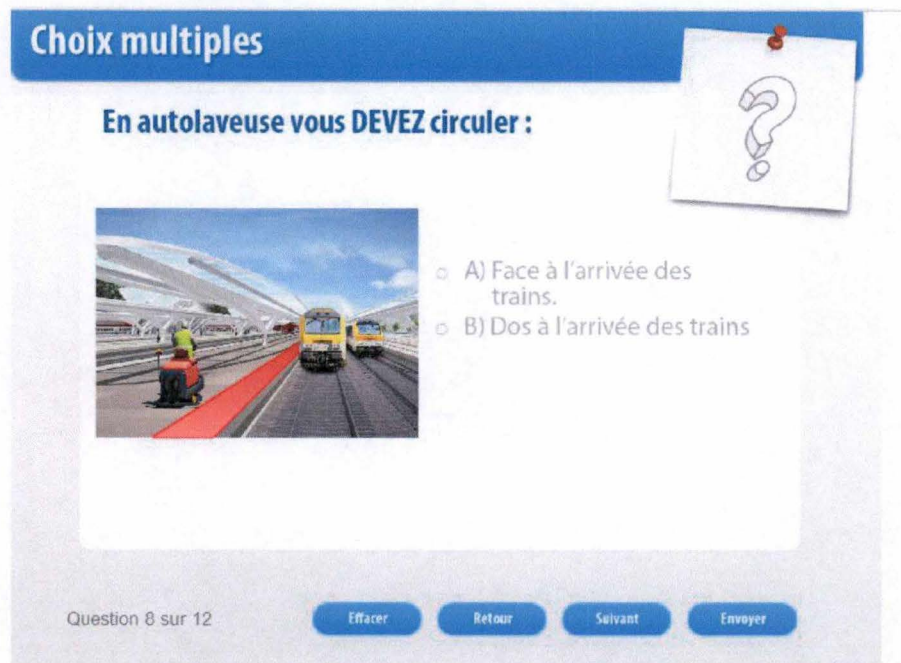 Choix multiples
En autolaveuse vous DEVEZ circuler :
A) Face à l'arrivée des
trains.
B) Dos à l'arrivée des trains
Question 8 sur 12
Effacer
Retour
Suivant
Envoyer